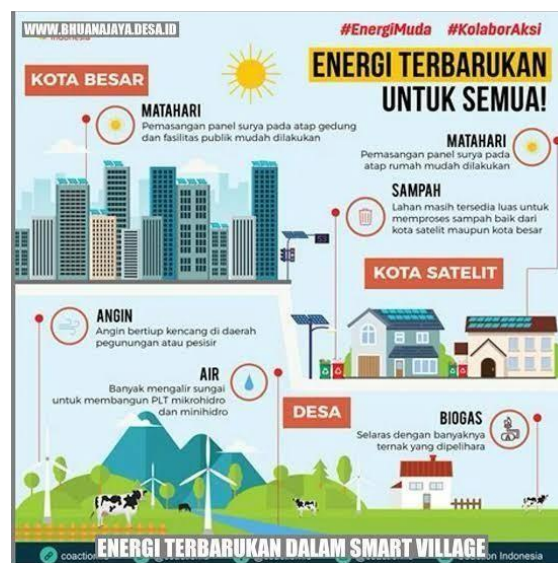 WWW.BHUANAJAYA.DESA.ID
Indonesia
#EnergiMuda #KolaborAksi
ENERGI TERBARUKAN
UNTUK SEMUA!
KOTA BESAR
MATAHARI
Pemasangan panel surya pada atap gedung
dan fasilitas publik mudah dilakukan
MATAHARI
Pemasangan panel surya pada
atap rumah mudah dilakukan
SAMPAH
Lahan masih tersedia luas untuk
memproses sampah baik dari
kota satelit maupun kota besar
KOTA SATELIT
ANGIN
Angin bertiup kencang di daerah
pegunungan atau pesisir
AIR
Banyak mengalir sungai
untuk membangun PLT mikrohidro
dan minihidro
DESA
BIOGAS
Selaras dengan banyaknya
ternak yang dipelihara
ENERGI TERBARUKAN DALAM SMART VILLAGE
Indonesia